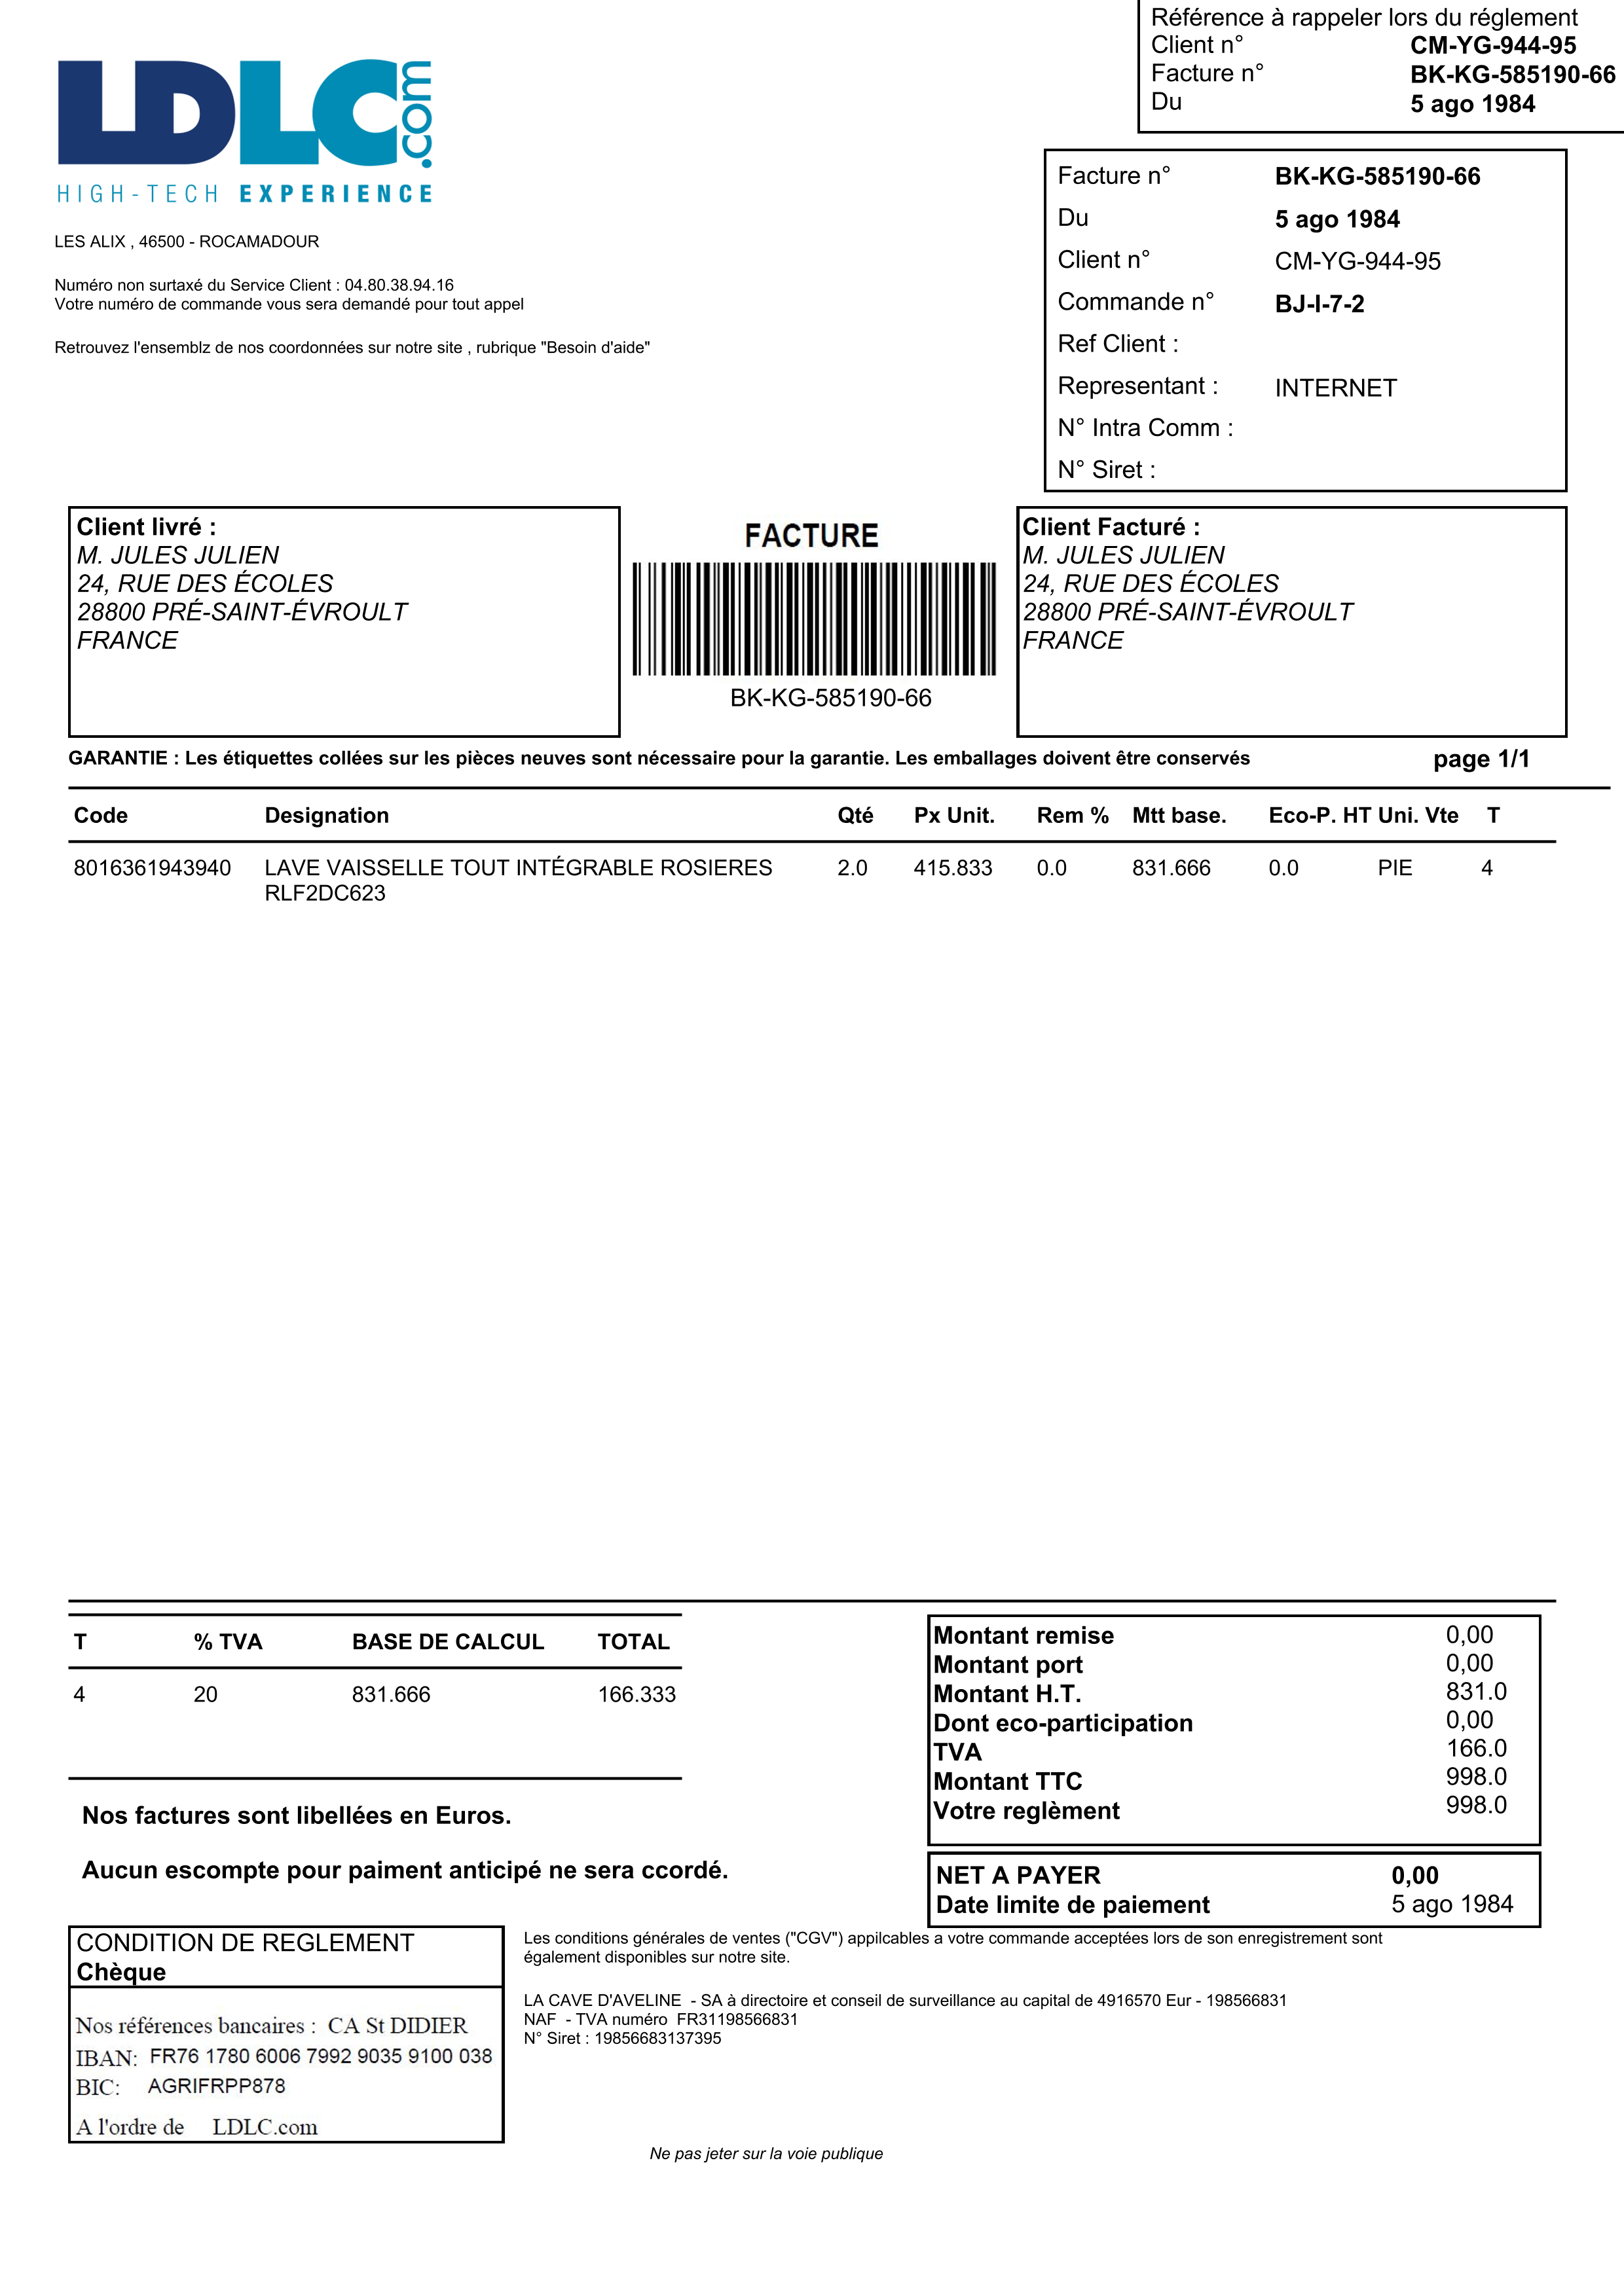 Référence à rappeler lors du réglement
Client n° CM-YG-944-95
Facture n° BK-KG-585190-66
Du 5 ago 1984
LDLC.com
HIGH-TECH EXPERIENCE
LES ALIX , 46500 - ROCAMADOUR
Numéro non surtaxé du Service Client : 04.80.38.94.16
Votre numéro de commande vous sera demandé pour tout appel
Retrouvez l'ensemblz de nos coordonnées sur notre site , rubrique "Besoin d'aide"
Facture n° BK-KG-585190-66
Du 5 ago 1984
Client n° CM-YG-944-95
Commande n° BJ-I-7-2
Ref Client :
Representant : INTERNET
N° Intra Comm :
N° Siret :
Client livré :
M. JULES JULIEN
24, RUE DES ÉCOLES
28800 PRÉ-SAINT-ÉVROULT
FRANCE
FACTURE
BK-KG-585190-66
Client Facturé :
M. JULES JULIEN
24, RUE DES ÉCOLES
28800 PRÉ-SAINT-ÉVROULT
FRANCE
GARANTIE : Les étiquettes collées sur les pièces neuves sont nécessaire pour la garantie. Les emballages doivent être conservés page 1/1
Code Designation Qté Px Unit. Rem % Mtt base. Eco-P. HT Uni. Vte T
8016361943940 LAVE VAISSELLE TOUT INTÉGRABLE ROSIERES 2.0 415.833 0.0 831.666 0.0 PIE 4
RLF2DC623
T % TVA BASE DE CALCUL TOTAL
4 20 831.666 166.333
Montant remise 0,00
Montant port 0,00
Montant H.T. 831.0
Dont eco-participation 0,00
TVA 166.0
Montant TTC 998.0
Votre reglèment 998.0
Nos factures sont libellées en Euros.
Aucun escompte pour paiment anticipé ne sera ccordé.
NET A PAYER 0,00
Date limite de paiement 5 ago 1984
CONDITION DE REGLEMENT
Chèque
Nos références bancaires : CA St DIDIER
IBAN: FR76 1780 6006 7992 9035 9100 038
BIC: AGRIFRPP878
A l'ordre de LDLC.com
Les conditions générales de ventes ("CGV") appilcables a votre commande acceptées lors de son enregistrement sont
également disponibles sur notre site.
LA CAVE D'AVELINE - SA à directoire et conseil de surveillance au capital de 4916570 Eur - 198566831
NAF - TVA numéro FR31198566831
N° Siret : 19856683137395
Ne pas jeter sur la voie publique